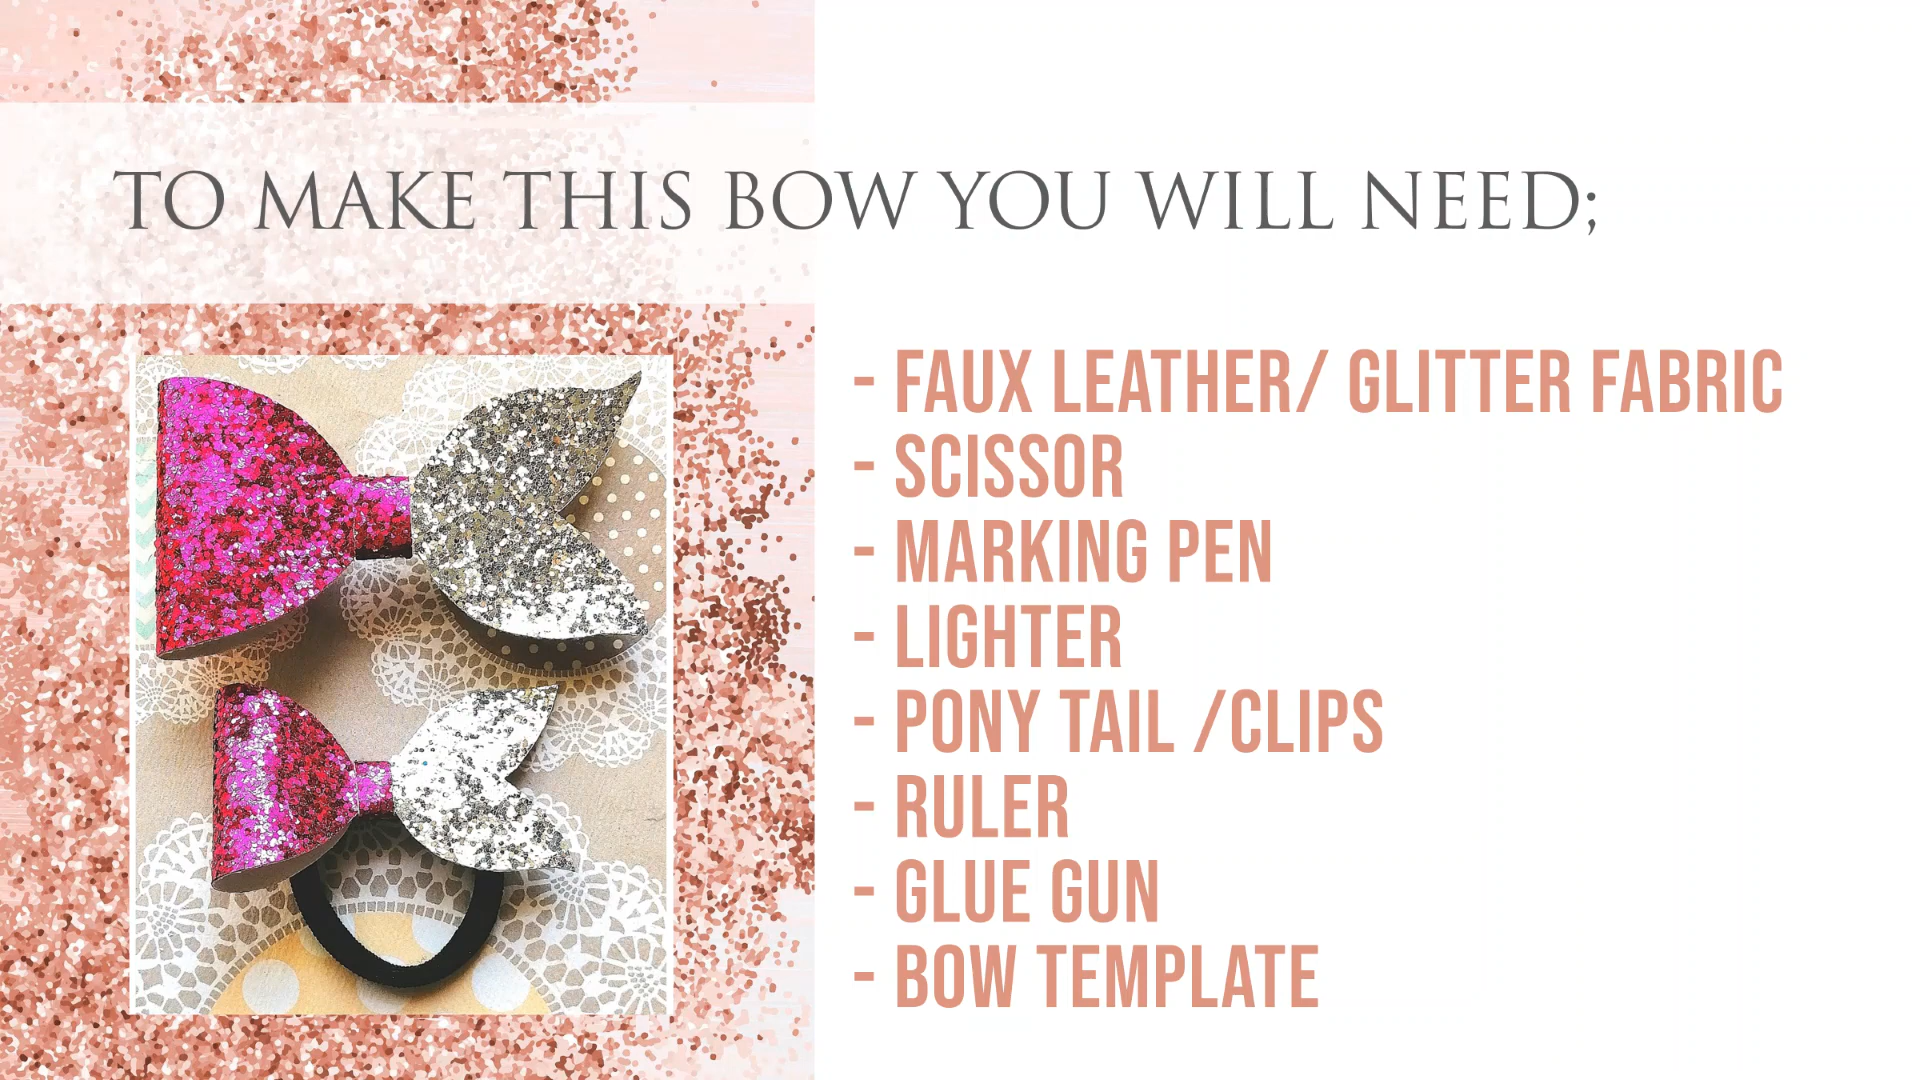 TO MAKE THIS BOW YOU WILL NEED;
- FAUX LEATHER/ GLITTER FABRIC
- SCISSOR
- MARKING PEN
- LIGHTER
- PONY TAIL /CLIPS
- RULER
- GLUE GUN
- BOW TEMPLATE